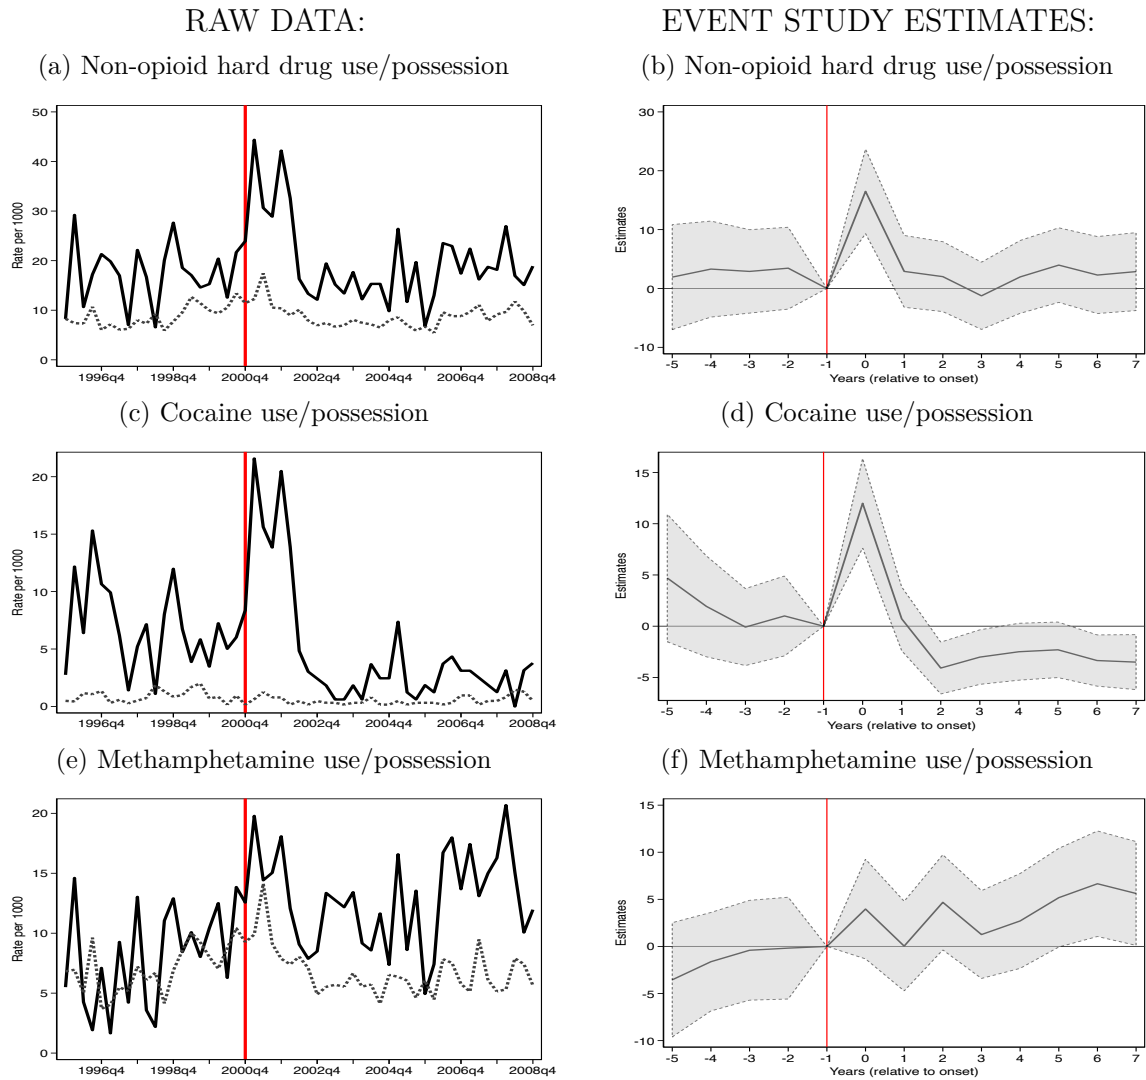 RAW DATA:
EVENT STUDY ESTIMATES:
(a) Non-opioid hard drug use/possession
(b) Non-opioid hard drug use/possession
50
40
30
20
10
0
Rate per 1000
1996q4 1998q4 2000q4 2002q4 2004q4 2006q4 2008q4
30
20
10
0
-10
Estimates
-5 -4 -3 -2 -1 0 1 2 3 4 5 6 7
Years (relative to onset)
(c) Cocaine use/possession
(d) Cocaine use/possession
20
15
10
5
0
Rate per 1000
1996q4 1998q4 2000q4 2002q4 2004q4 2006q4 2008q4
15
10
5
0
-5
Estimates
-5 -4 -3 -2 -1 0 1 2 3 4 5 6 7
Years (relative to onset)
(e) Methamphetamine use/possession
(f) Methamphetamine use/possession
20
15
10
5
0
Rate per 1000
1996q4 1998q4 2000q4 2002q4 2004q4 2006q4 2008q4
15
10
5
0
-5
-10
Estimates
-5 -4 -3 -2 -1 0 1 2 3 4 5 6 7
Years (relative to onset)